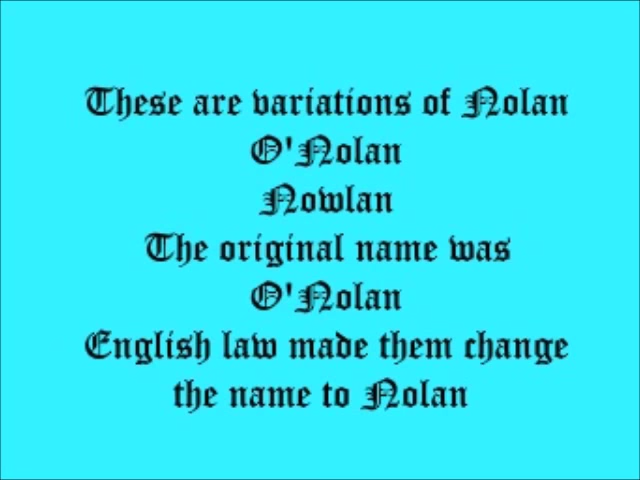 These are variations of Nolan
O'Nolan
Nowlan
The original name was
O'Nolan
English law made them change
the name to Nolan